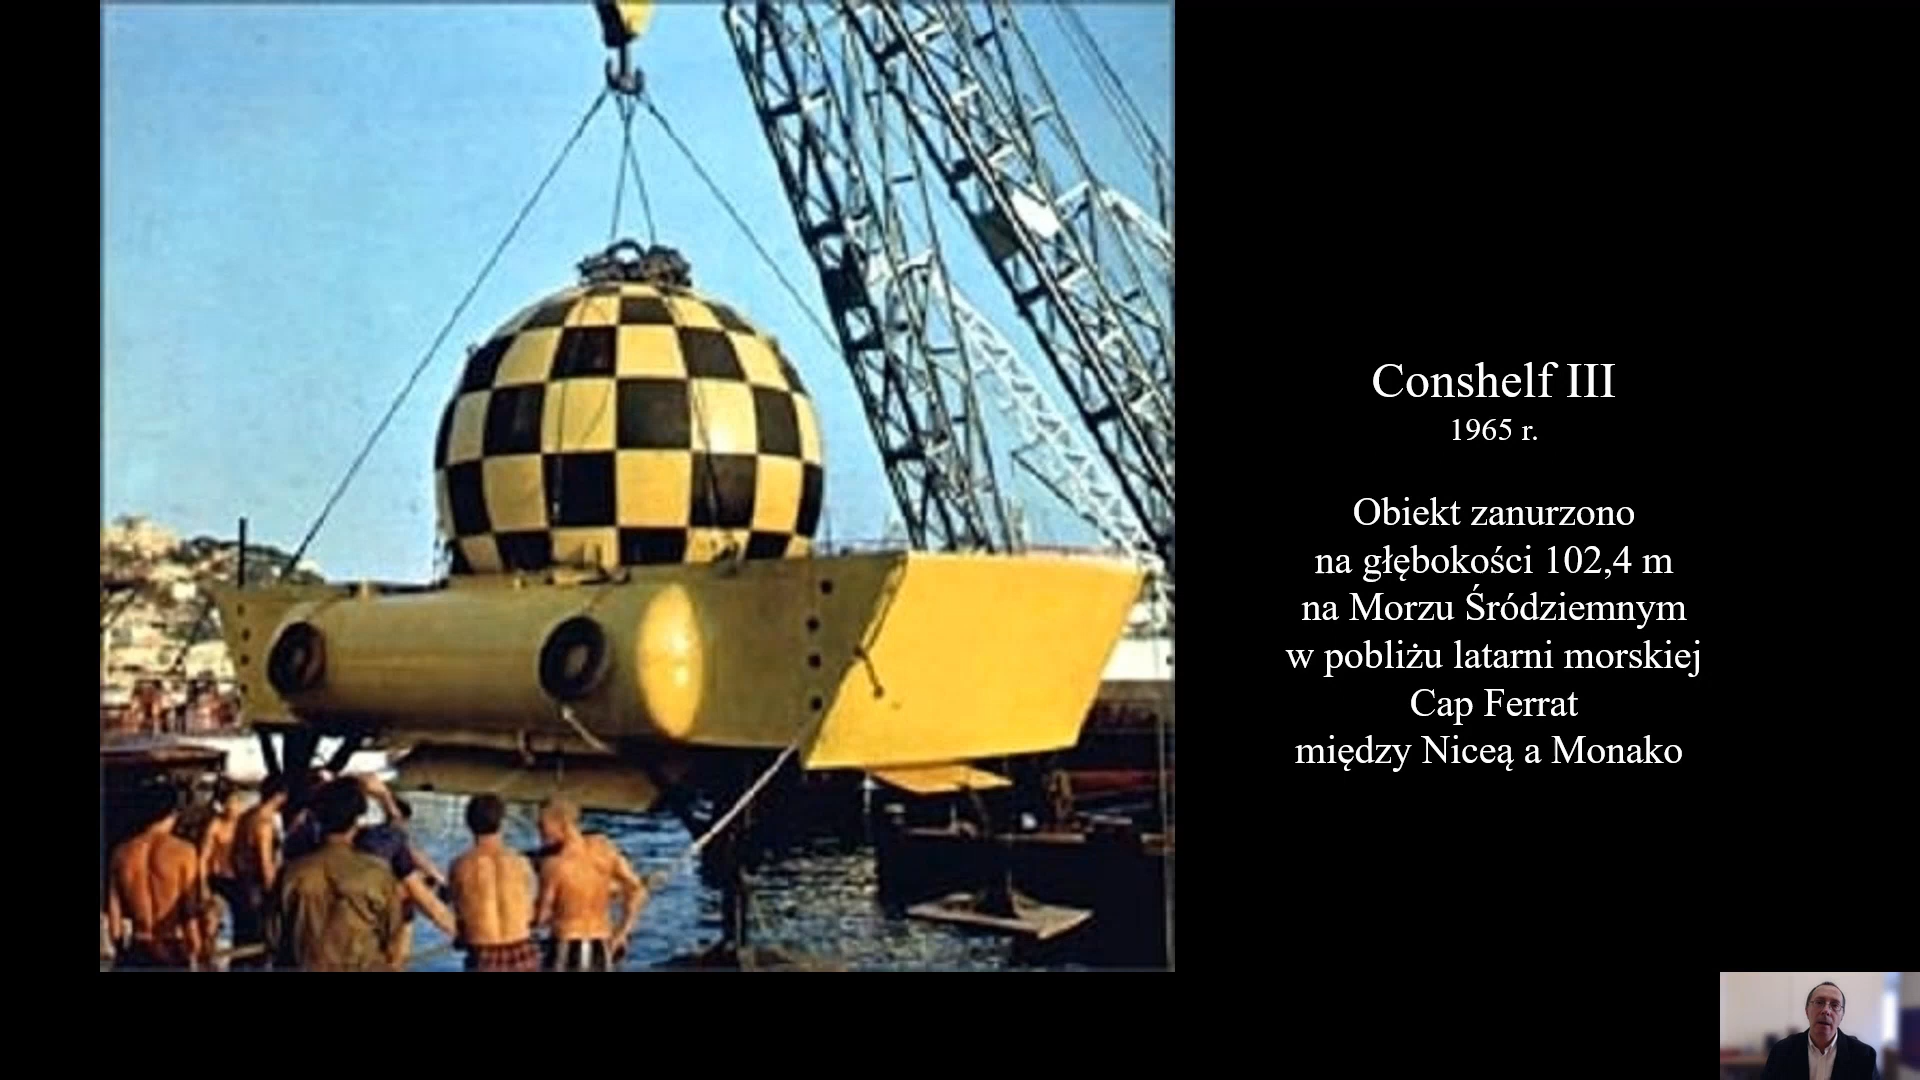 Conshelf III
1965 r.
Obiekt zanurzono
na głębokości 102,4 m
na Morzu Śródziemnym
w pobliżu latarni morskiej
Cap Ferrat
między Niceą a Monako